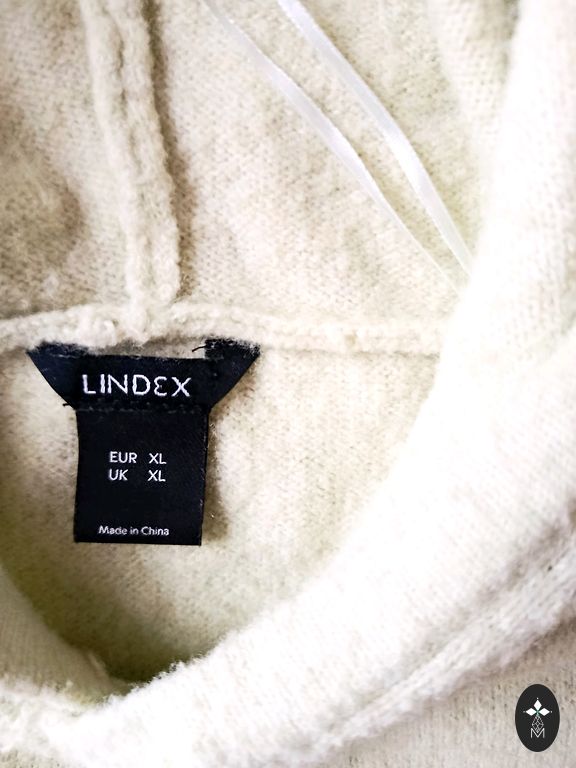 LINDEX
EUR XL
UK XL
Made in China
M